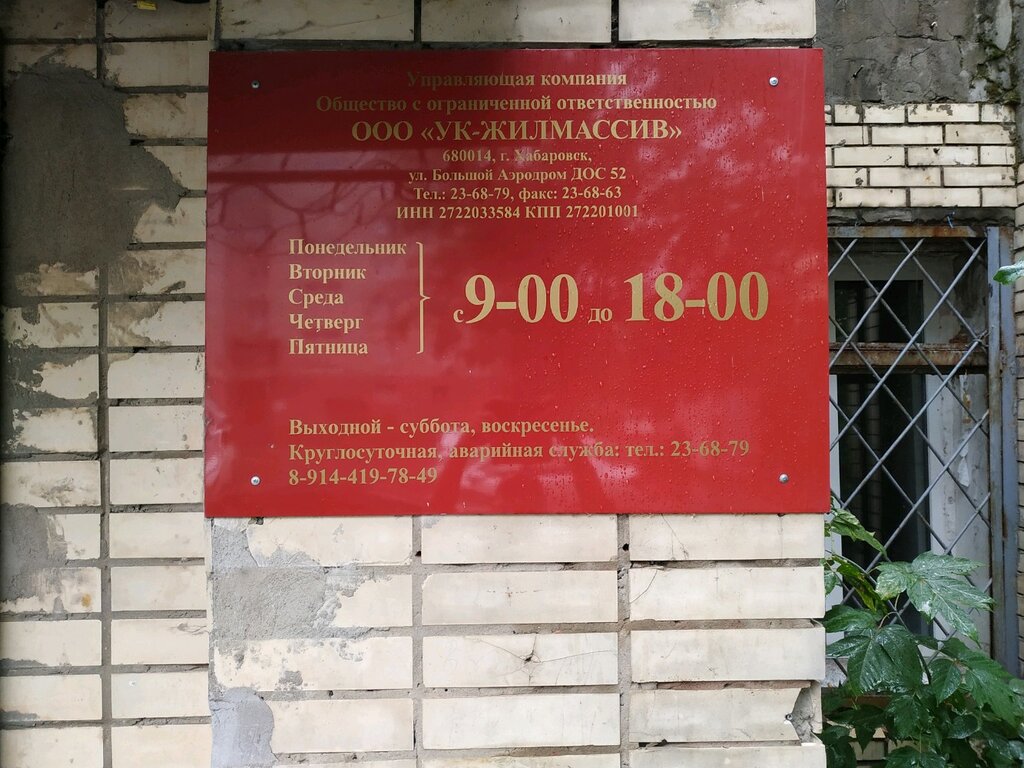 Управляющая компания
Общество с ограниченной ответственностью
ООО «УК-ЖИЛМАССИВ»
680014, г. Хабаровск,
ул. Большой Аэродром ДОС 52
Тел.: 23-68-79, факс: 23-68-63
ИНН 2722033584 КПП 272201001
Понедельник
Вторник
Среда
Четверг
Пятница
с 9-00 до 18-00
Выходной - суббота, воскресенье.
Круглосуточная, аварийная служба: тел.: 23-68-79
8-914-419-78-49